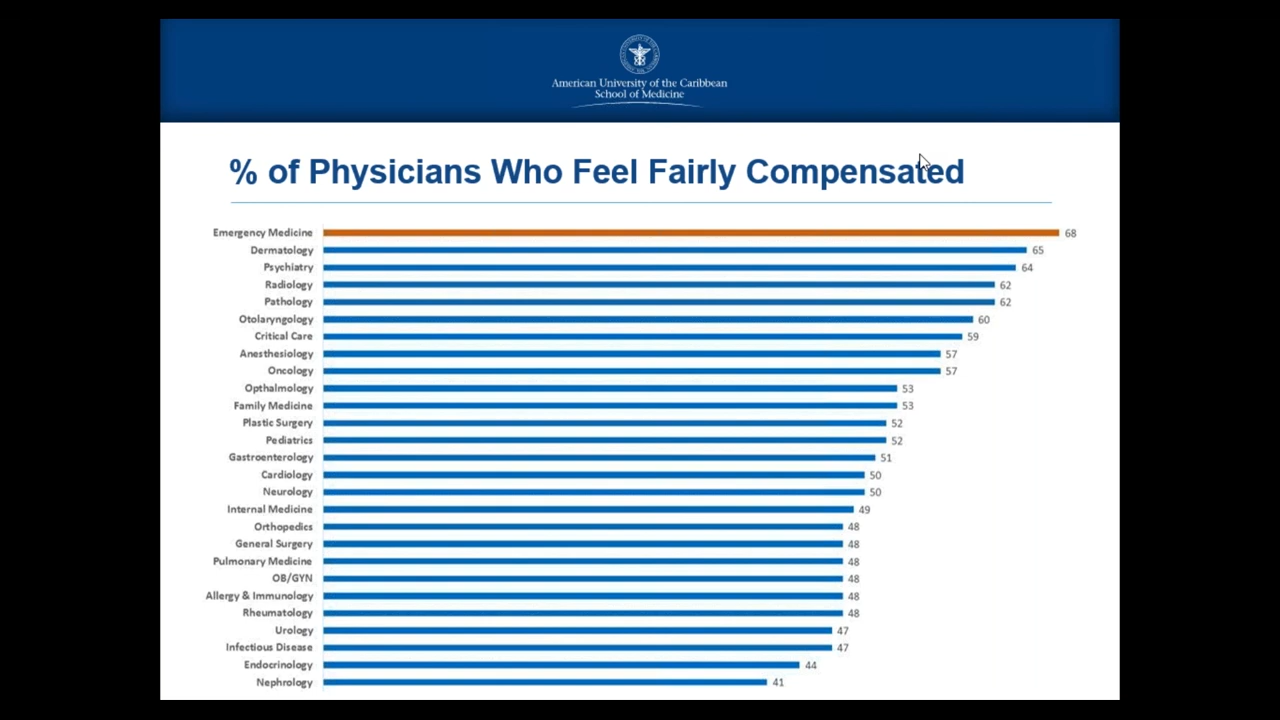 American University of the Caribbean
School of Medicine
% of Physicians Who Feel Fairly Compensated
Emergency Medicine 68
Dermatology 65
Psychiatry 64
Radiology 62
Pathology 62
Otolaryngology 60
Critical Care 59
Anesthesiology 57
Oncology 57
Opthalmology 53
Family Medicine 53
Plastic Surgery 52
Pediatrics 52
Gastroenterology 51
Cardiology 50
Neurology 50
Internal Medicine 49
Orthopedics 48
General Surgery 48
Pulmonary Medicine 48
OB/GYN 48
Allergy & Immunology 48
Rheumatology 48
Urology 47
Infectious Disease 47
Endocrinology 44
Nephrology 41